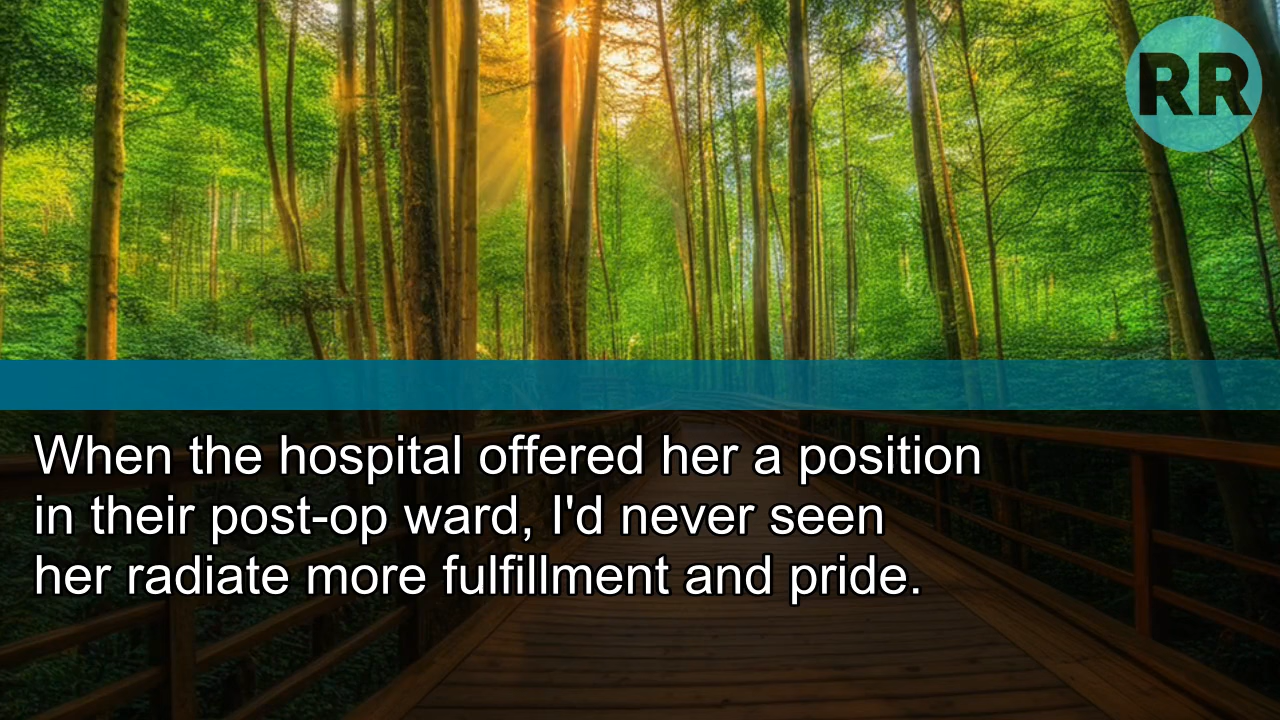 RR
When the hospital offered her a position
in their post-op ward, I'd never seen
her radiate more fulfillment and pride.